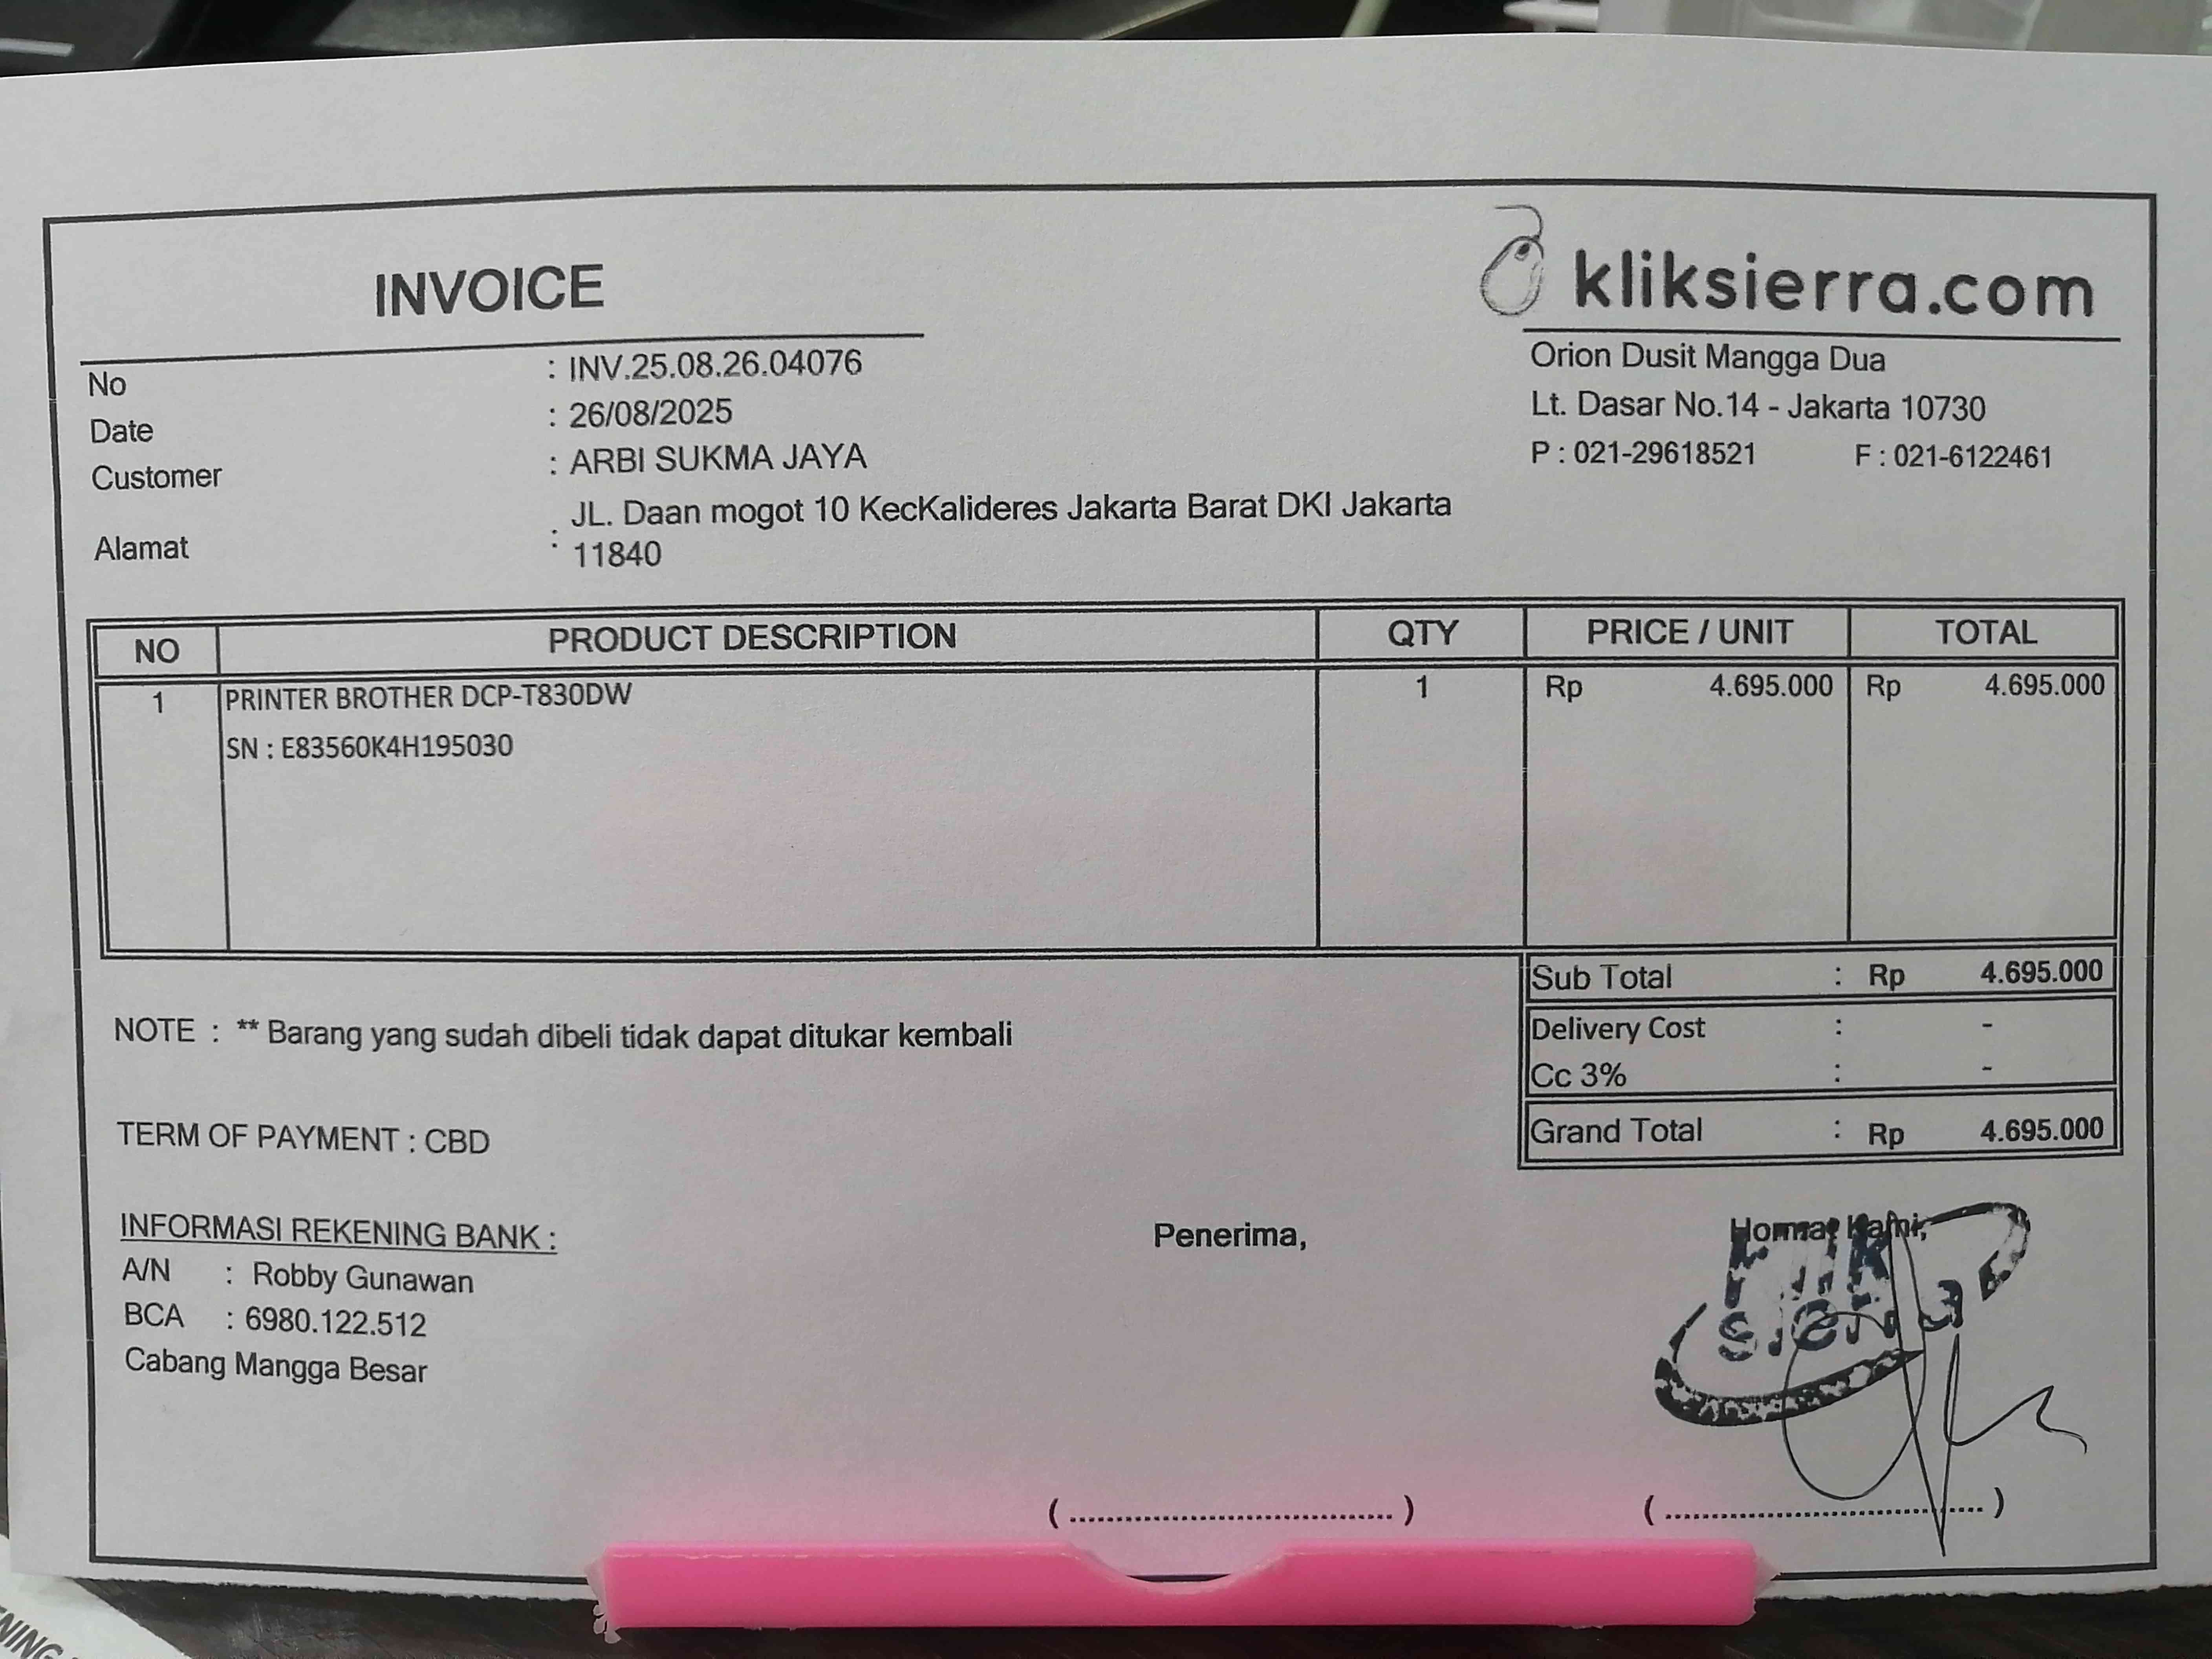 INVOICE
kliksierra.com
No : INV.25.08.26.04076
Date : 26/08/2025
Customer : ARBI SUKMA JAYA
Alamat : JL. Daan mogot 10 KecKalideres Jakarta Barat DKI Jakarta
11840
Orion Dusit Mangga Dua
Lt. Dasar No.14 - Jakarta 10730
P : 021-29618521 F : 021-6122461
NO PRODUCT DESCRIPTION QTY PRICE / UNIT TOTAL
1 PRINTER BROTHER DCP-T830DW 1 Rp 4.695.000 Rp 4.695.000
SN : E83560K4H195030
Sub Total : Rp 4.695.000
Delivery Cost : -
Cc 3% : -
Grand Total : Rp 4.695.000
NOTE : ** Barang yang sudah dibeli tidak dapat ditukar kembali
TERM OF PAYMENT : CBD
INFORMASI REKENING BANK :
A/N : Robby Gunawan
BCA : 6980.122.512
Cabang Mangga Besar
Penerima,
Hormat Kami,
klik
sierra
(..................................)
(..................................)
NING